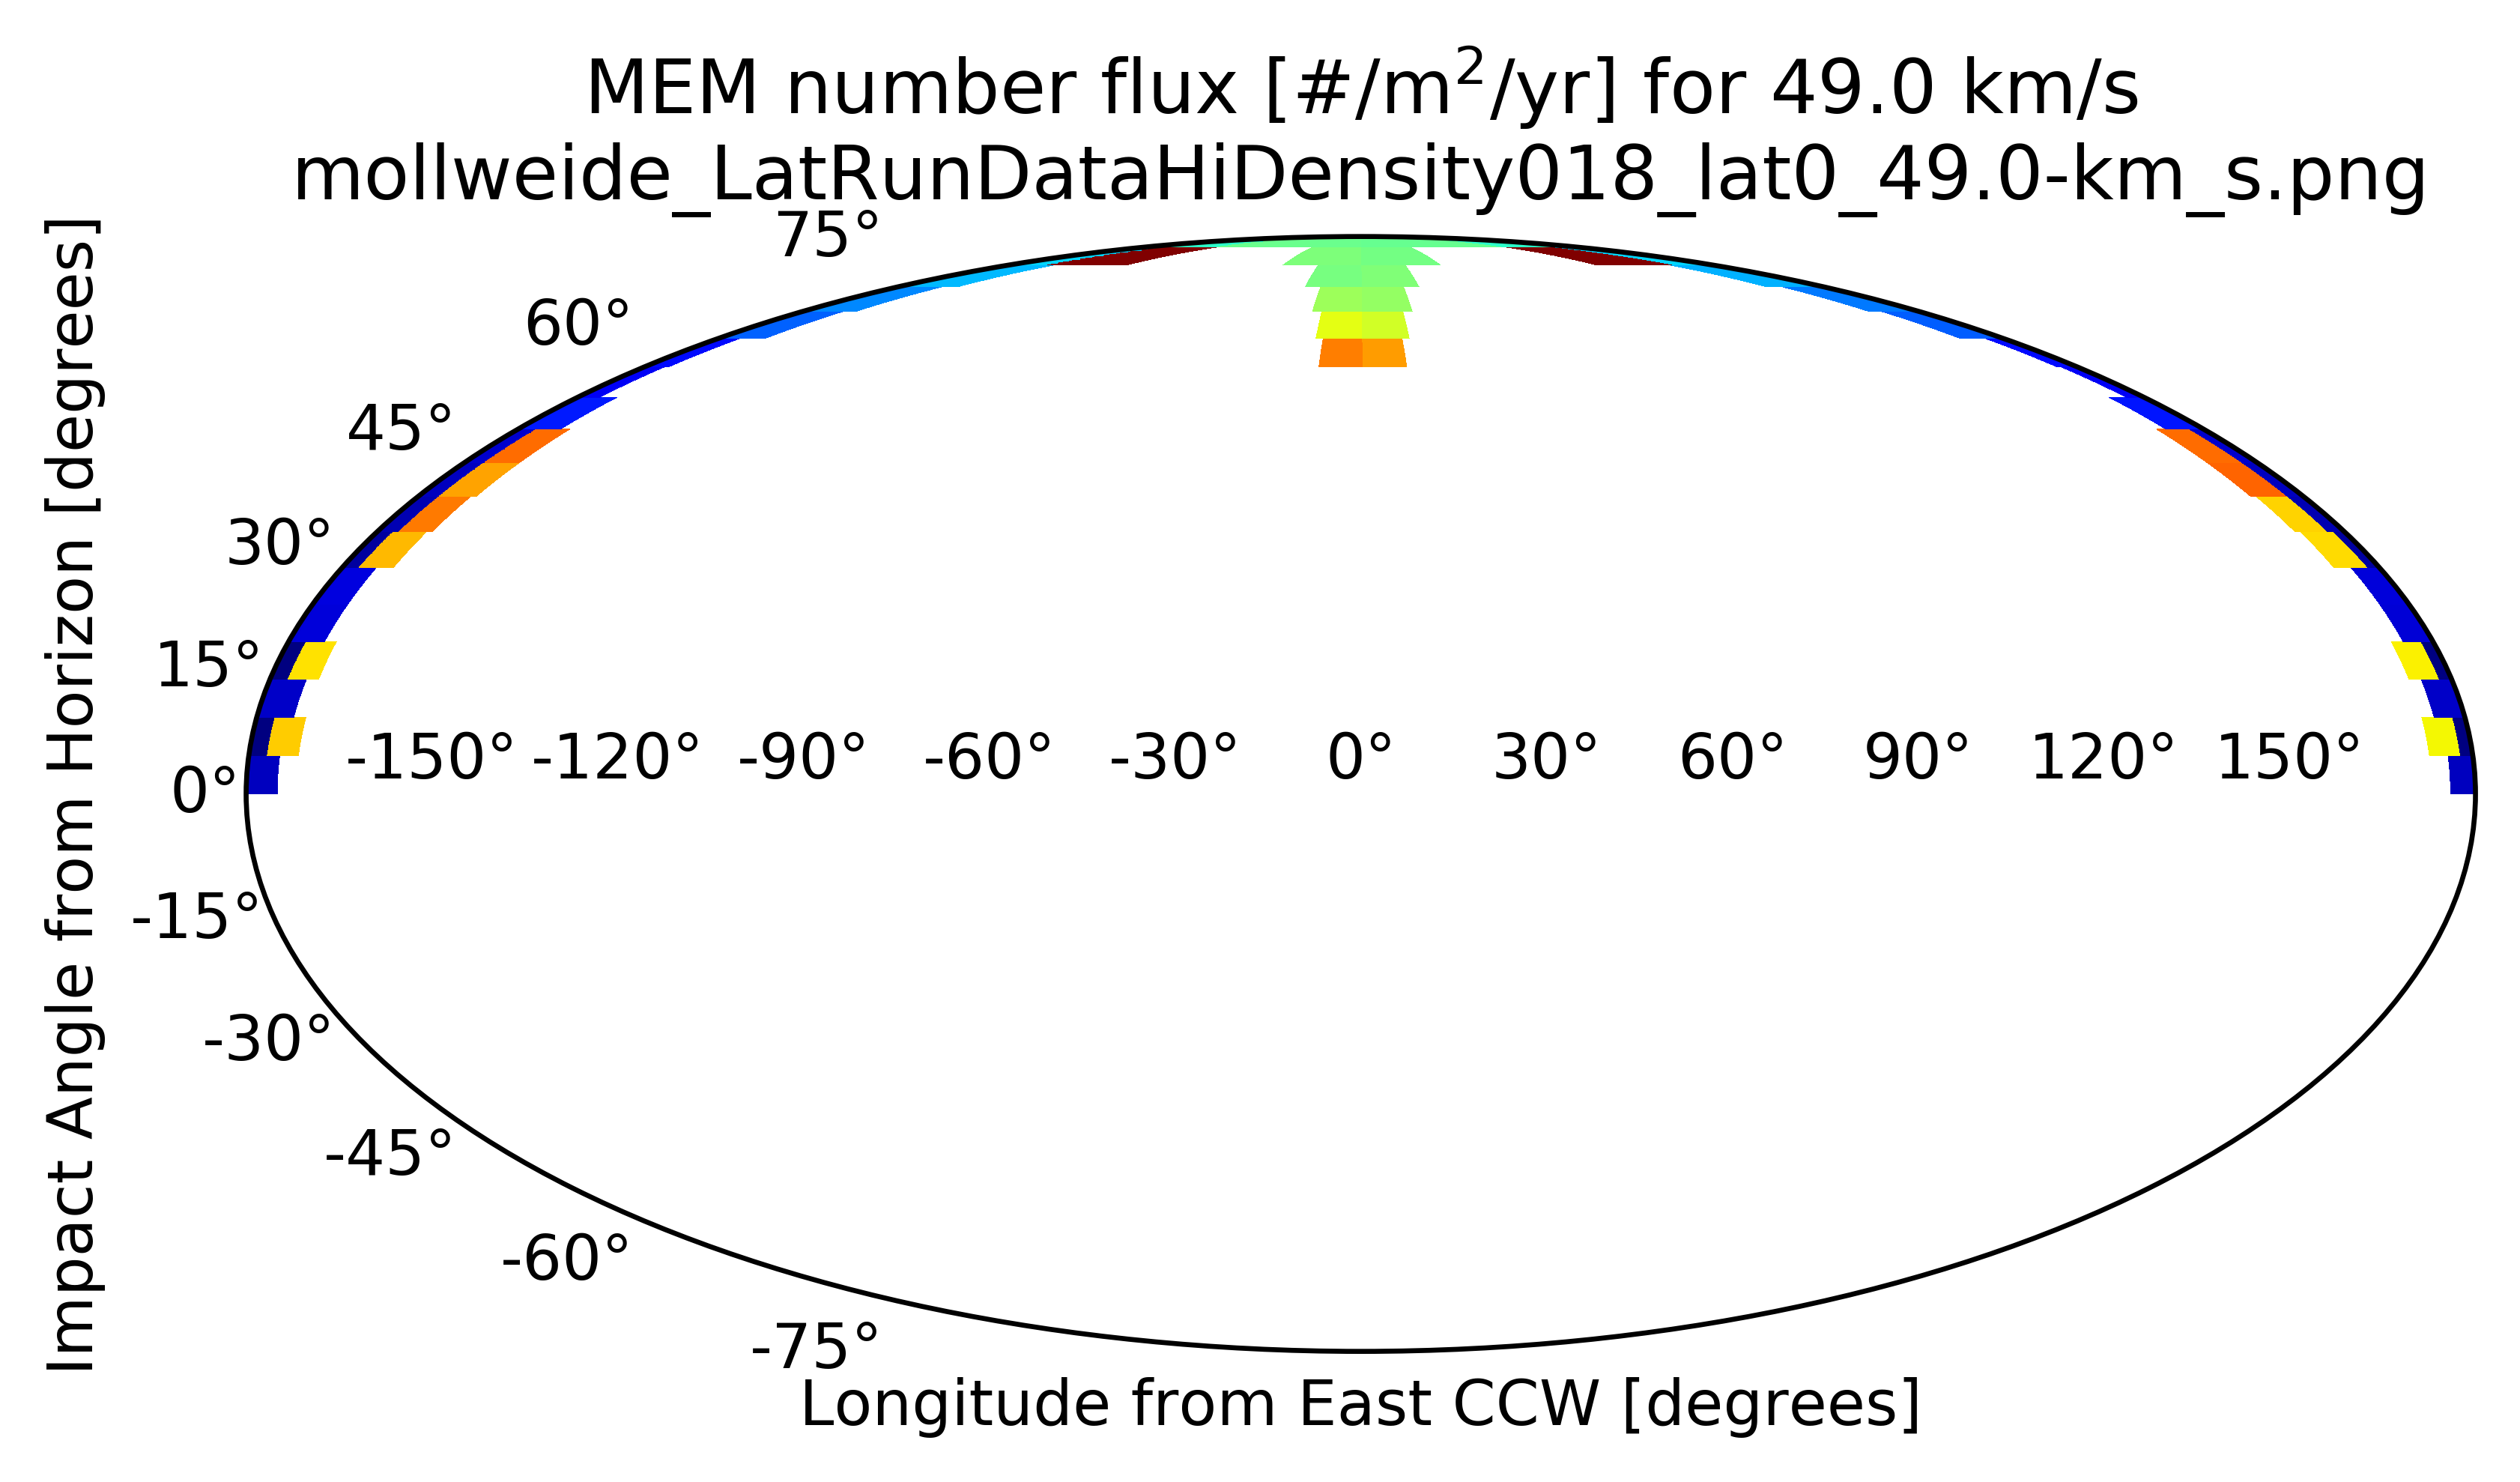 MEM number flux [#/m²/yr] for 49.0 km/s
mollweide_LatRunDataHiDensity018_lat0_49.0-km_s.png
Impact Angle from Horizon [degrees]
75°
60°
45°
30°
15°
0°
-15°
-30°
-45°
-60°
-75°
-150° -120° -90° -60° -30° 0° 30° 60° 90° 120° 150°
Longitude from East CCW [degrees]